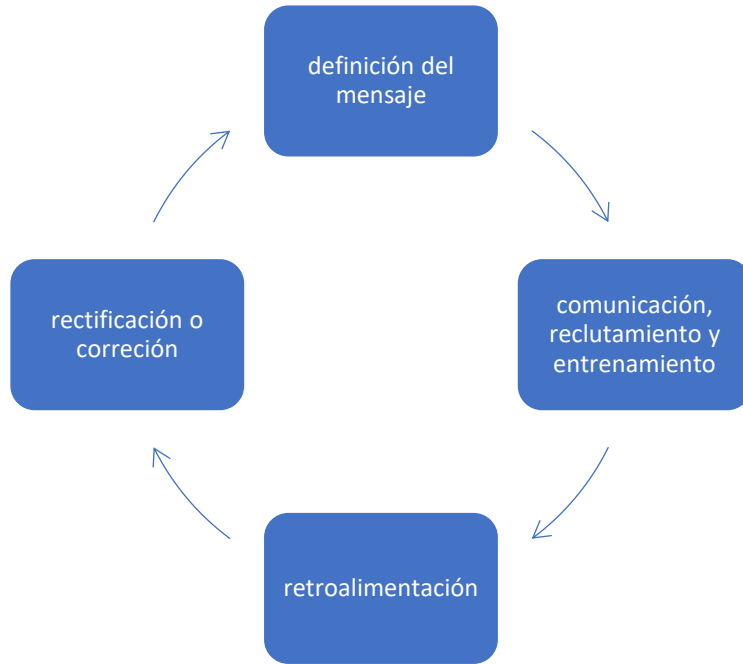 definición del
mensaje
comunicación,
reclutamiento y
entrenamiento
retroalimentación
rectificación o
correción